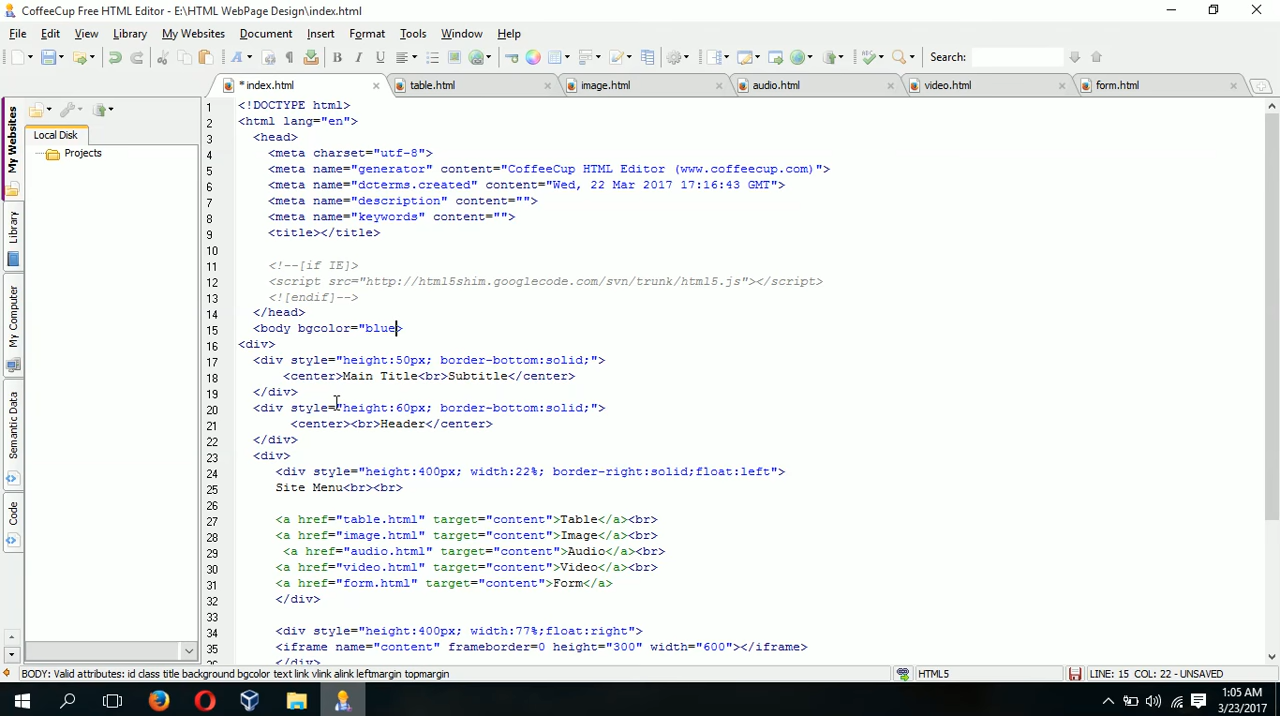 CoffeeCup Free HTML Editor - E:\HTML WebPage Design\index.html
File Edit View Library My Websites Document Insert Format Tools Window Help
Search:
* index.html table.html image.html audio.html video.html form.html
My Websites
Library
My Computer
Semantic Data
Code
Local Disk
Projects
1 <!DOCTYPE html>
2 <html lang="en">
3 <head>
4 <meta charset="utf-8">
5 <meta name="generator" content="CoffeeCup HTML Editor (www.coffeecup.com)">
6 <meta name="dcterms.created" content="Wed, 22 Mar 2017 17:16:43 GMT">
7 <meta name="description" content="">
8 <meta name="keywords" content="">
9 <title></title>
10
11 <!--[if IE]>
12 <script src="http://html5shim.googlecode.com/svn/trunk/html5.js"></script>
13 <![endif]-->
14 </head>
15 <body bgcolor="blue>
16 <div>
17 <div style="height:50px; border-bottom:solid;">
18 <center>Main Title<br>Subtitle</center>
19 </div>
20 <div style="height:60px; border-bottom:solid;">
21 <center><br>Header</center>
22 </div>
23 <div>
24 <div style="height:400px; width:22%; border-right:solid;float:left">
25 Site Menu<br><br>
26
27 <a href="table.html" target="content">Table</a><br>
28 <a href="image.html" target="content">Image</a><br>
29 <a href="audio.html" target="content">Audio</a><br>
30 <a href="video.html" target="content">Video</a><br>
31 <a href="form.html" target="content">Form</a>
32 </div>
33
34 <div style="height:400px; width:77%;float:right">
35 <iframe name="content" frameborder=0 height="300" width="600"></iframe>
36 </div>
BODY: Valid attributes: id class title background bgcolor text link vlink alink leftmargin topmargin
HTML5
LINE: 15 COL: 22 - UNSAVED
1:05 AM
3/23/2017